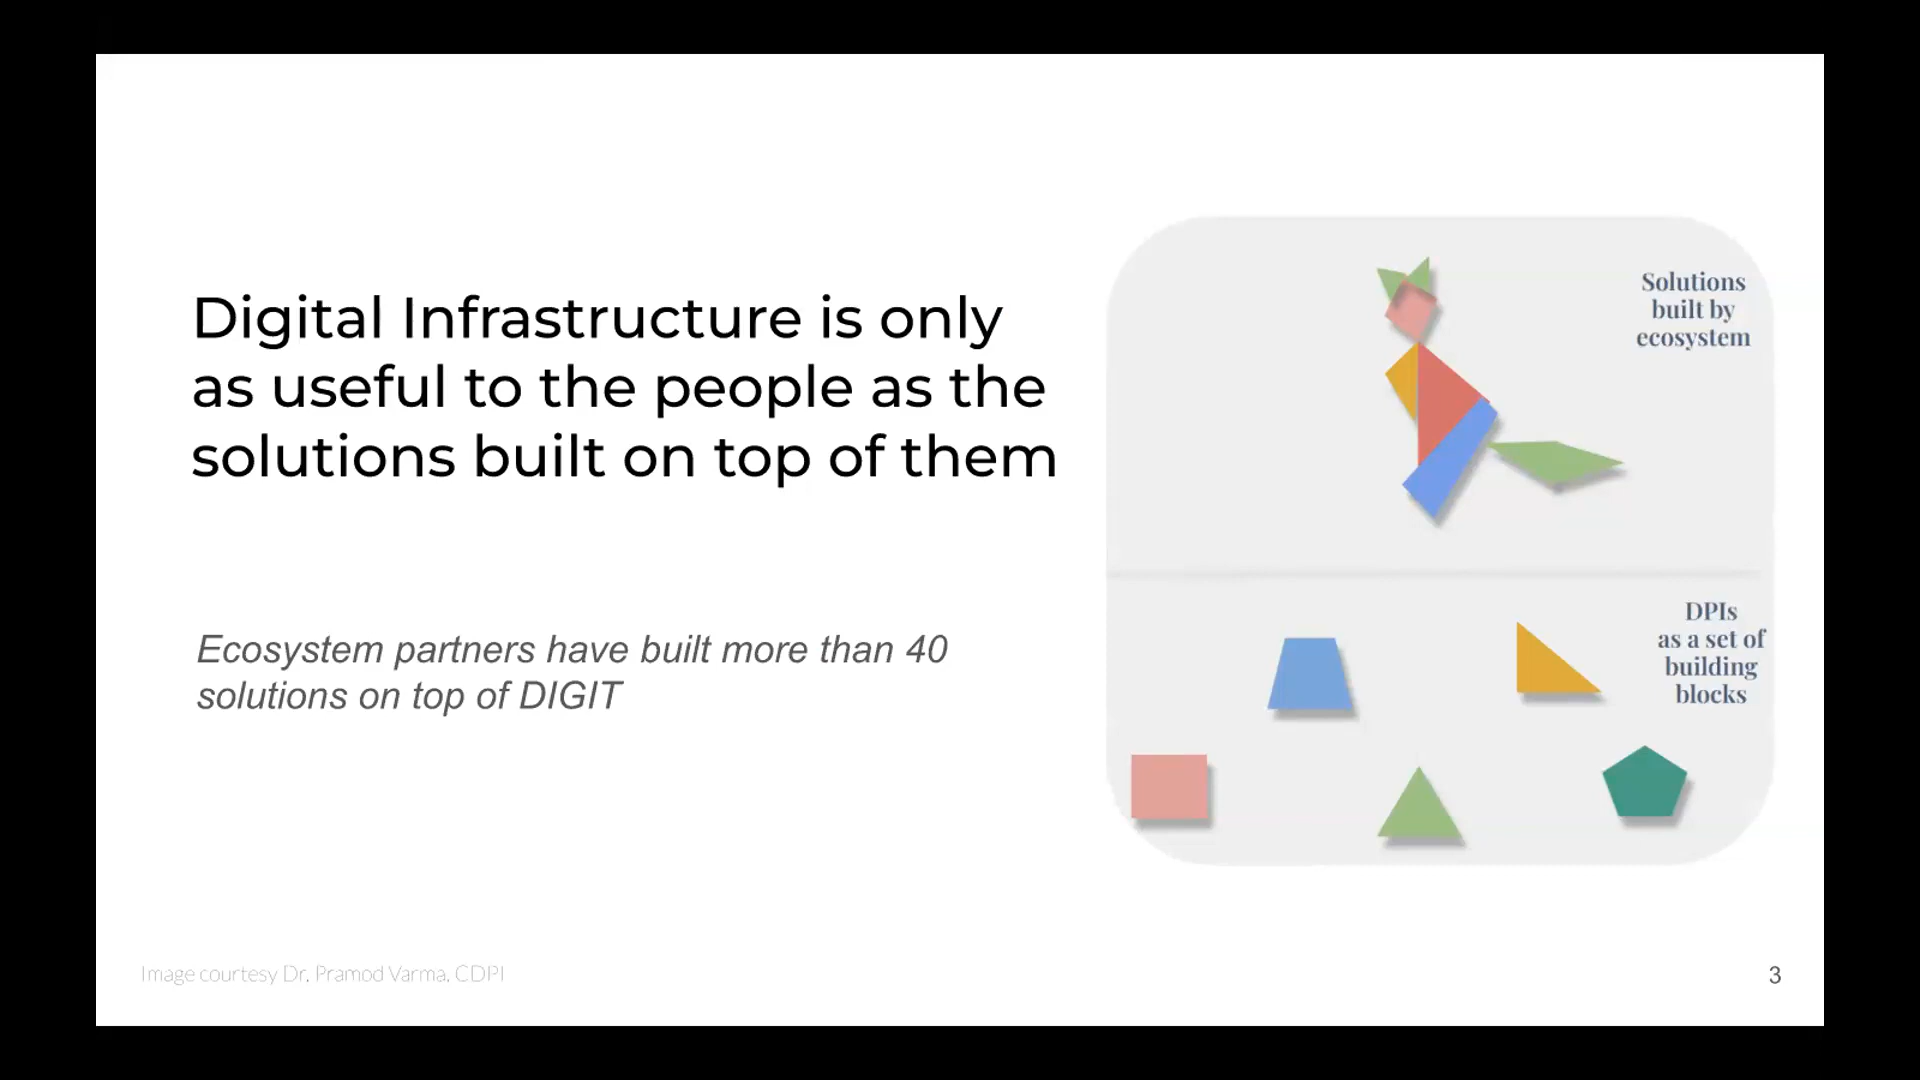 Digital Infrastructure is only
as useful to the people as the
solutions built on top of them
Ecosystem partners have built more than 40
solutions on top of DIGIT
Solutions
built by
ecosystem
DPIs
as a set of
building
blocks
Image courtesy Dr. Pramod Varma, CDPI
3